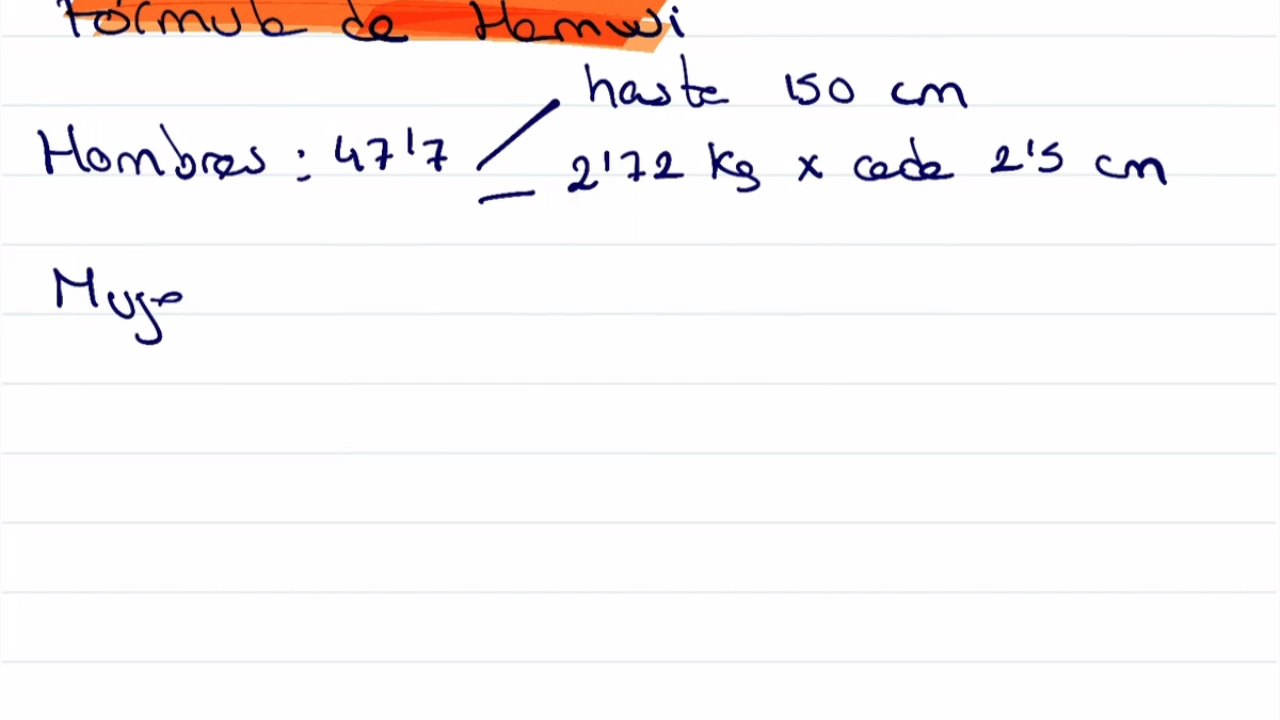 Fórmula de Hamwi
hasta 150 cm
Hombres : 47'7
2'72 kg x cada 2'5 cm
Muje